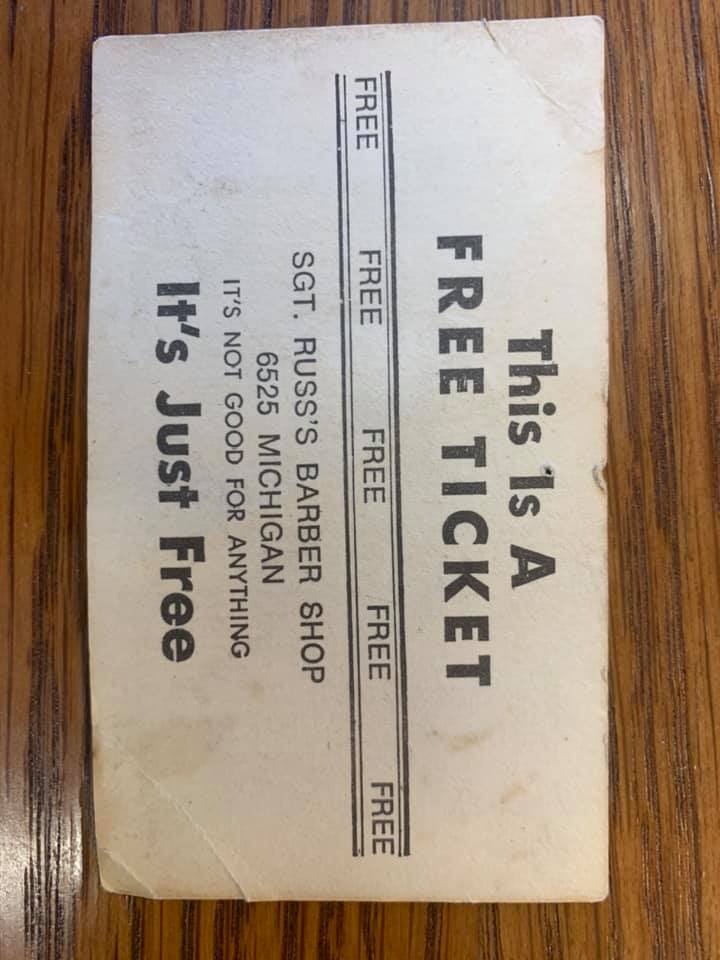 This Is A
FREE TICKET
FREE FREE FREE FREE FREE
SGT. RUSS'S BARBER SHOP
6525 MICHIGAN
IT'S NOT GOOD FOR ANYTHING
It's Just Free